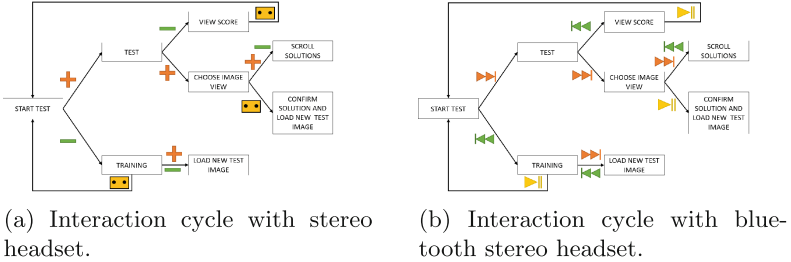 VIEW SCORE
TEST
SCROLL
SOLUTIONS
CHOOSE IMAGE
VIEW
START TEST
CONFIRM
SOLUTION AND
LOAD NEW TEST
IMAGE
TRAINING
LOAD NEW TEST
IMAGE
(a) Interaction cycle with stereo
headset.
VIEW SCORE
TEST
SCROLL
SOLUTIONS
CHOOSE IMAGE
VIEW
START TEST
CONFIRM
SOLUTION AND
LOAD NEW TEST
IMAGE
TRAINING
LOAD NEW TEST
IMAGE
(b) Interaction cycle with blue-
tooth stereo headset.